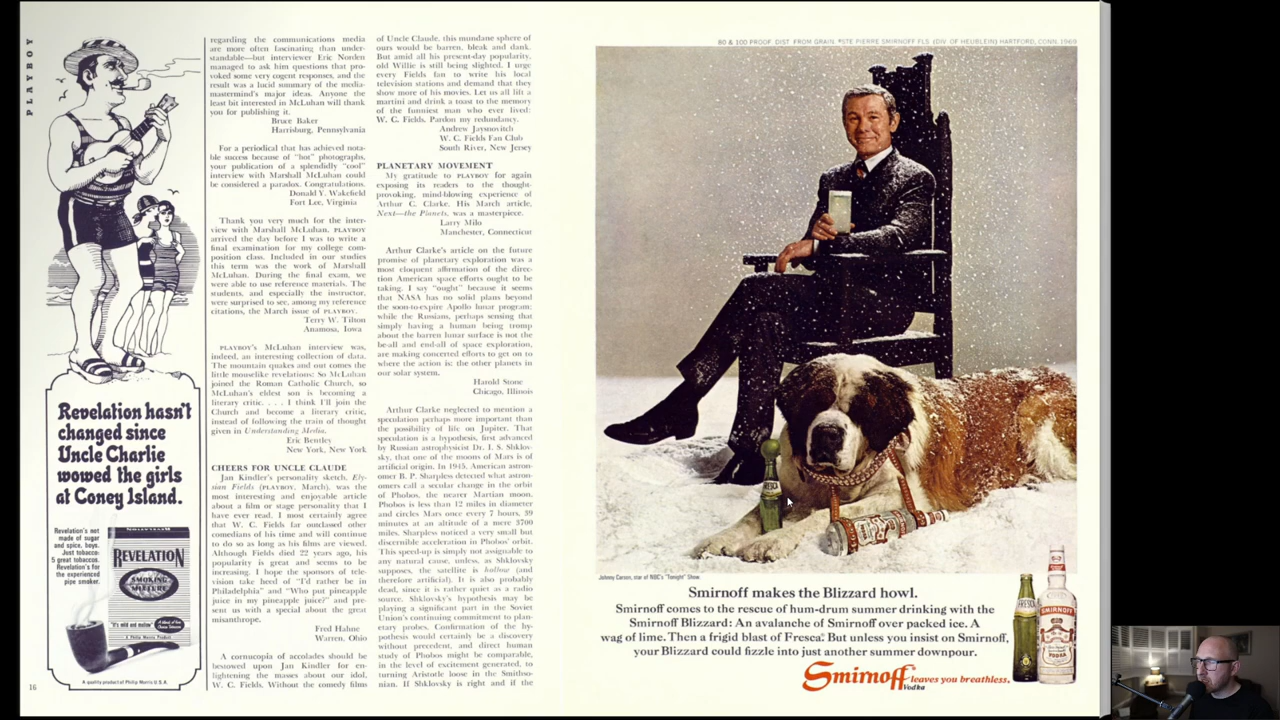 PLAYBOY
Revelation hasn't
changed since
Uncle Charlie
wowed the girls
at Coney Island.
Revelation's not
made of sugar
and spice, boys.
Just tobacco.
5 great tobaccos.
Revelation's for
the experienced
pipe smoker.
REVELATION
SMOKING
MIXTURE
"It's mild and mellow"
A Philip Morris Product
A quality product of Philip Morris U.S.A.
16
regarding the communications media
are more often fascinating than under-
standable—but interviewer Eric Norden
managed to ask him questions that pro-
voked some very cogent responses, and the
result was a lucid summary of the media-
mastermind's major ideas. Anyone the
least bit interested in McLuhan will thank
you for publishing it.
Bruce Baker
Harrisburg, Pennsylvania
For a periodical that has achieved nota-
ble success because of "hot" photographs,
your publication of a splendidly "cool"
interview with Marshall McLuhan could
be considered a paradox. Congratulations.
Donald Y. Wakefield
Fort Lee, Virginia
Thank you very much for the inter-
view with Marshall McLuhan. PLAYBOY
arrived the day before I was to write a
final examination for my college com-
position class. Included in our studies
this term was the work of Marshall
McLuhan. During the final exam, we
were able to use reference materials. The
students, and especially the instructor,
were surprised to see, among my reference
citations, the March issue of PLAYBOY.
Terry W. Tilton
Anamosa, Iowa
PLAYBOY's McLuhan interview was,
indeed, an interesting collection of data.
The mountain quakes and out comes the
little mouselike revelations: So McLuhan
joined the Roman Catholic Church, so
McLuhan's eldest son is becoming a
literary critic. . . . I think I'll join the
Church and become a literary critic,
instead of following the train of thought
given in Understanding Media.
Eric Bentley
New York, New York
CHEERS FOR UNCLE CLAUDE
Jan Kindler's personality sketch, Ely-
sian Fields (PLAYBOY, March), was the
most interesting and enjoyable article
about a film or stage personality that I
have ever read. I most certainly agree
that W. C. Fields far outclassed other
comedians of his time and will continue
to do so as long as his films are viewed.
Although Fields died 22 years ago, his
popularity is great and seems to be
increasing. I hope the sponsors of tele-
vision take heed of "I'd rather be in
Philadelphia" and "Who put pineapple
juice in my pineapple juice?" and pre-
sent us with a special about the great
misanthrope.
Fred Hahne
Warren, Ohio
A cornucopia of accolades should be
bestowed upon Jan Kindler for en-
lightening the masses about our idol,
W. C. Fields. Without the comedy films
of Uncle Claude, this mundane sphere of
ours would be barren, bleak and dank.
But amid all his present-day popularity,
old Willie is still being slighted. I urge
every Fields fan to write his local
television stations and demand that they
show more of his movies. Let us all lift a
martini and drink a toast to the memory
of the funniest man who ever lived:
W. C. Fields. Pardon my redundancy.
Andrew Jaysnovitch
W. C. Fields Fan Club
South River, New Jersey
PLANETARY MOVEMENT
My gratitude to PLAYBOY for again
exposing its readers to the thought-
provoking, mind-blowing experience of
Arthur C. Clarke. His March article,
Next—the Planets, was a masterpiece.
Larry Milo
Manchester, Connecticut
Arthur Clarke's article on the future
promise of planetary exploration was a
most eloquent affirmation of the direc-
tion American space efforts ought to be
taking. I say "ought" because it seems
that NASA has no solid plans beyond
the soon-to-expire Apollo lunar program;
while the Russians, perhaps sensing that
simply having a human being tromp
about the barren lunar surface is not the
be-all and end-all of space exploration,
are making concerted efforts to get on to
where the action is: the other planets in
our solar system.
Harold Stone
Chicago, Illinois
Arthur Clarke neglected to mention a
speculation perhaps more important than
the possibility of life on Jupiter. That
speculation is a hypothesis, first advanced
by Russian astrophysicist Dr. I. S. Shklov-
sky, that one of the moons of Mars is of
artificial origin. In 1945, American astron-
omer B. P. Sharpless detected what astron-
omers call a secular change in the orbit
of Phobos, the nearer Martian moon.
Phobos is less than 12 miles in diameter
and circles Mars once every 7 hours, 39
minutes at an altitude of a mere 3700
miles. Sharpless noticed a very small but
discernible acceleration in Phobos' orbit.
This speed-up is simply not assignable to
any natural cause, unless, as Shklovsky
supposes, the satellite is hollow (and
therefore artificial). It is also probably
dead, since it is rather quiet as a radio
source. Shklovsky's hypothesis may be
playing a significant part in the Soviet
Union's continuing commitment to plan-
etary probes. Confirmation of the hy-
pothesis would certainly be a discovery
without precedent, and direct human
study of Phobos might be comparable,
in the level of excitement generated, to
turning Aristotle loose in the Smithso-
nian. If Shklovsky is right and if the
80 & 100 PROOF. DIST. FROM GRAIN. ®STE PIERRE SMIRNOFF FLS. (DIV. OF HEUBLEIN) HARTFORD, CONN. 1969
Johnny Carson, star of NBC's "Tonight" Show.
Smirnoff makes the Blizzard howl.
Smirnoff comes to the rescue of hum-drum summer drinking with the
Smirnoff Blizzard: An avalanche of Smirnoff over packed ice. A
wag of lime. Then a frigid blast of Fresca®. But unless you insist on Smirnoff,
your Blizzard could fizzle into just another summer downpour.
Smirnoff leaves you breathless.
Vodka
FRESCA
SMIRNOFF
VODKA